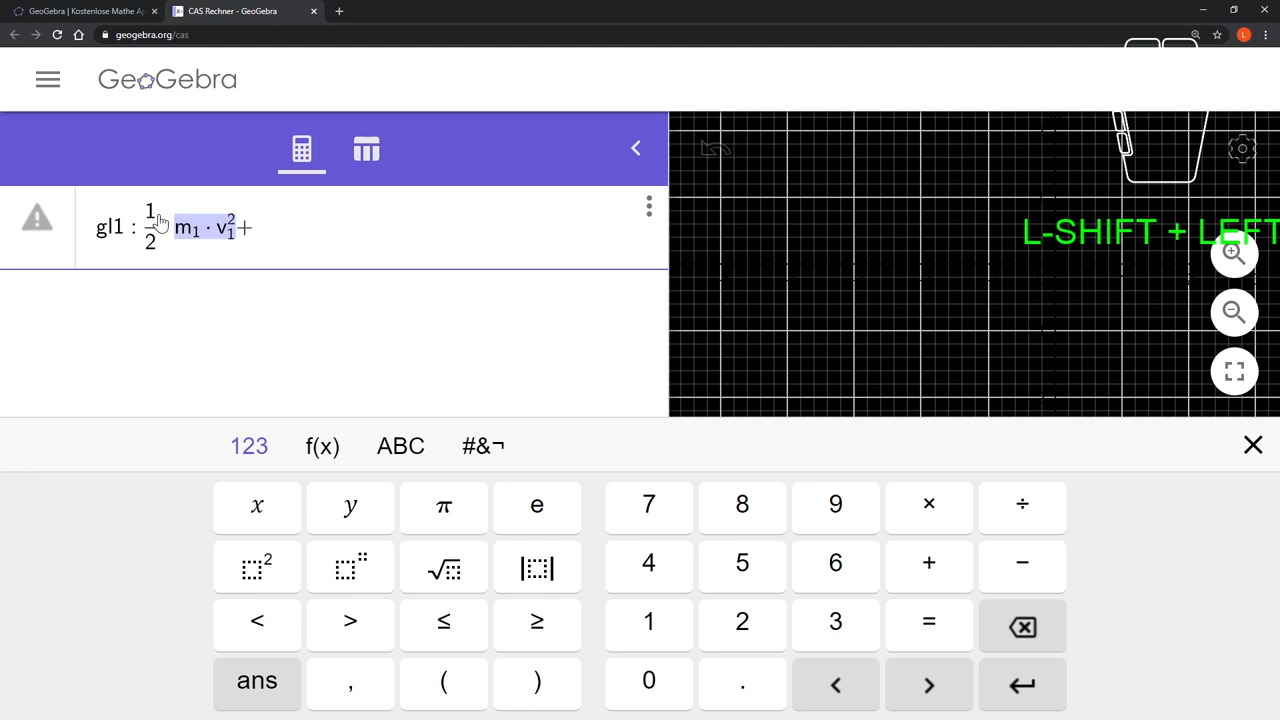 GeoGebra | Kostenlose Mathe Ap
CAS Rechner - GeoGebra
geogebra.org/cas
L
GeoGebra
gl1 : 1/2 m₁ · v₁² +
L-SHIFT + LEFT
123 f(x) ABC #&¬
x y π e 7 8 9 × ÷
4 5 6 + −
< > ≤ ≥ 1 2 3 =
ans , ( ) 0 . < >